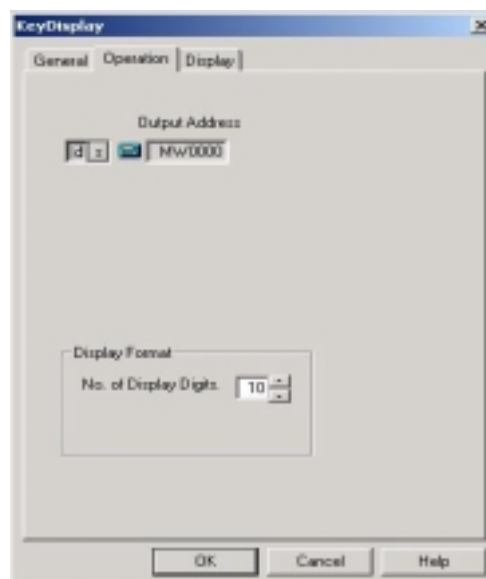 KeyDisplay
General Operation Display
Output Address
d x MW0000
Display Format
No. of Display Digits. 10
OK Cancel Help